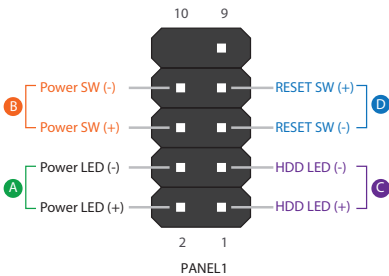 10 9
Power SW (-) RESET SW (+)
B D
Power SW (+) RESET SW (-)
Power LED (-) HDD LED (-)
A C
Power LED (+) HDD LED (+)
2 1
PANEL1